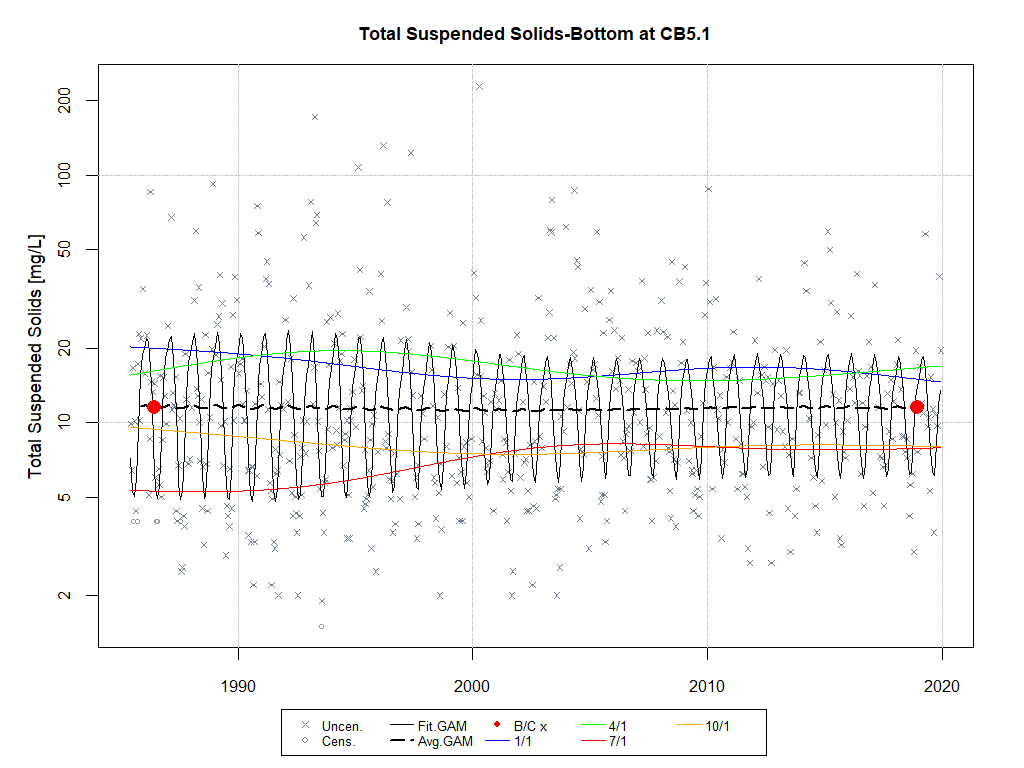 Total Suspended Solids-Bottom at CB5.1
Total Suspended Solids [mg/L]
200
100
50
20
10
5
2
1990 2000 2010 2020
Uncen. Fit.GAM B/C x 4/1 10/1
Cens. Avg.GAM 1/1 7/1